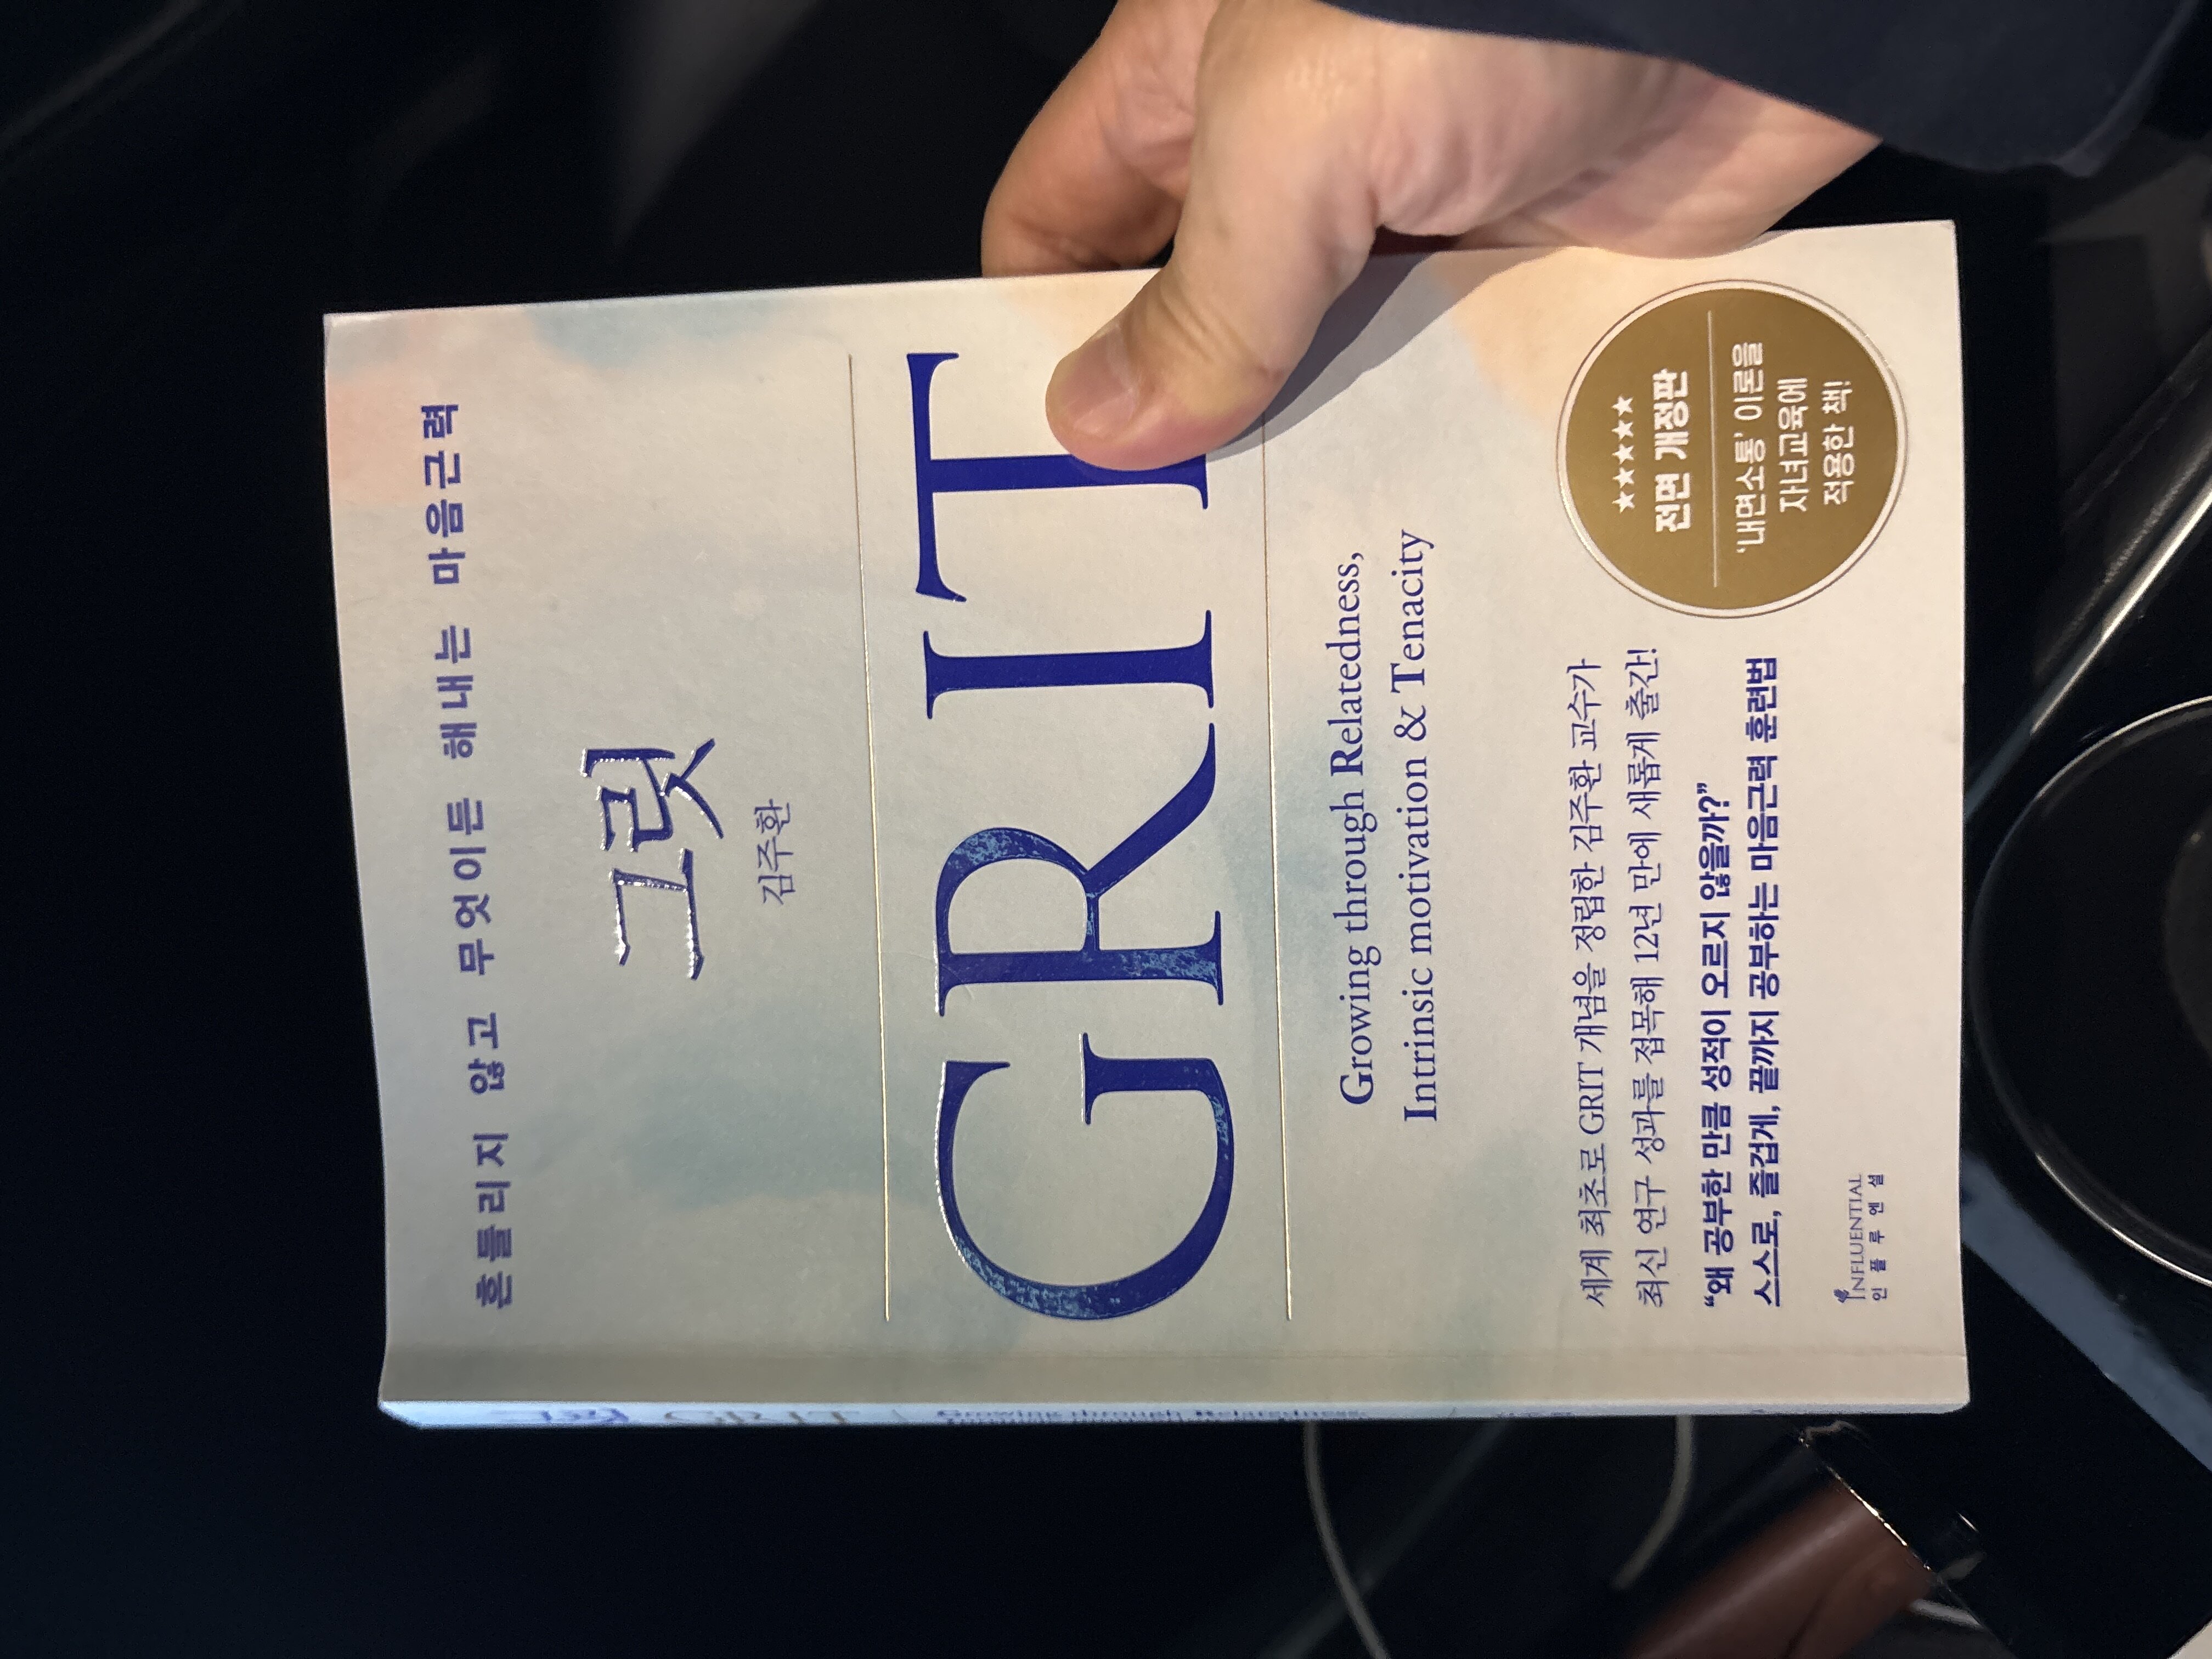 흔들리지 않고 무엇이든 해내는 마음근력
그릿
김주환
GRIT
Growing through Relatedness,
Intrinsic motivation & Tenacity
세계 최초로 GRIT 개념을 정립한 김주환 교수가
최신 연구 성과를 접목해 12년 만에 새롭게 출간!
“왜 공부한 만큼 성적이 오르지 않을까?”
스스로, 즐겁게, 끝까지 공부하는 마음근력 훈련법
★★★★★
전면 개정판
‘내면소통’ 이론을
자녀교육에
적용한 책!
INFLUENTIAL
인플루엔셜
그릿 GRIT Growing through Relatedness,